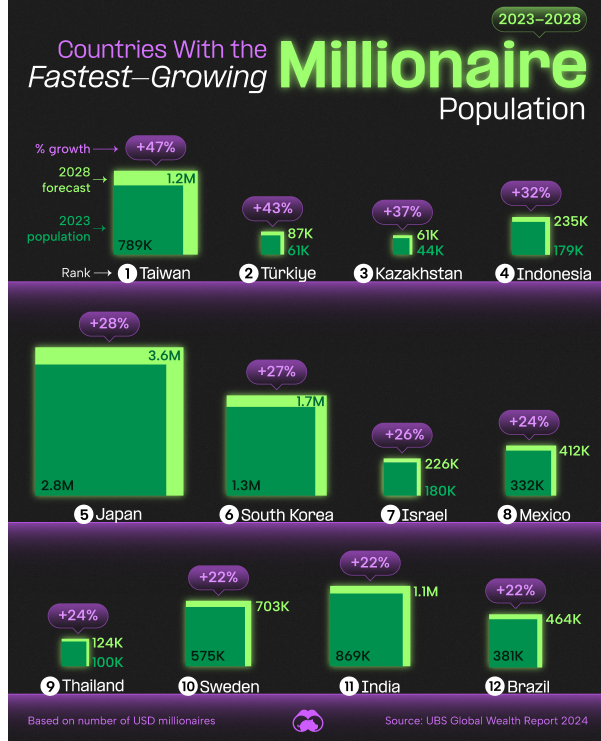 2023–2028
Countries With the
Fastest–Growing
Millionaire
Population
% growth
+47%
2028
forecast
1.2M
2023
population
789K
Rank
1 Taiwan
+43%
87K
61K
2 Türkiye
+37%
61K
44K
3 Kazakhstan
+32%
235K
179K
4 Indonesia
+28%
3.6M
2.8M
5 Japan
+27%
1.7M
1.3M
6 South Korea
+26%
226K
180K
7 Israel
+24%
412K
332K
8 Mexico
+24%
124K
100K
9 Thailand
+22%
703K
575K
10 Sweden
+22%
1.1M
869K
11 India
+22%
464K
381K
12 Brazil
Based on number of USD millionaires
Source: UBS Global Wealth Report 2024